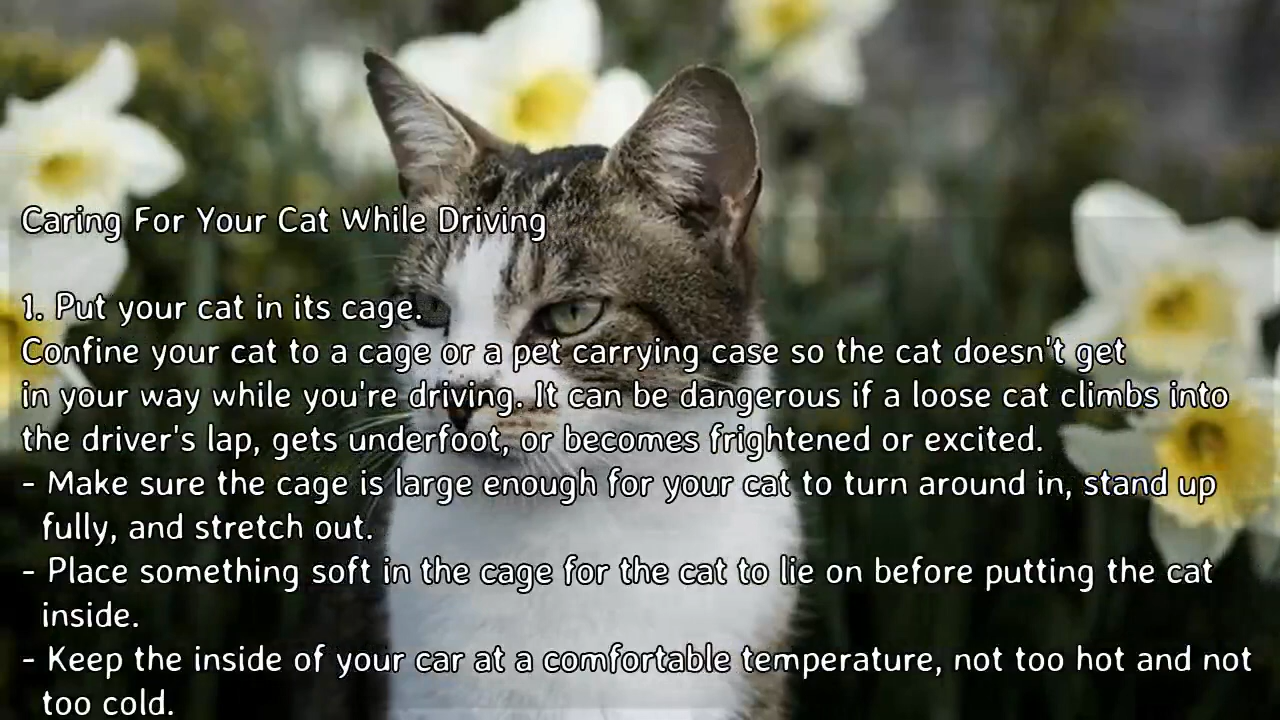 Caring For Your Cat While Driving
1. Put your cat in its cage.
Confine your cat to a cage or a pet carrying case so the cat doesn't get
in your way while you're driving. It can be dangerous if a loose cat climbs into
the driver's lap, gets underfoot, or becomes frightened or excited.
- Make sure the cage is large enough for your cat to turn around in, stand up
fully, and stretch out.
- Place something soft in the cage for the cat to lie on before putting the cat
inside.
- Keep the inside of your car at a comfortable temperature, not too hot and not
too cold.